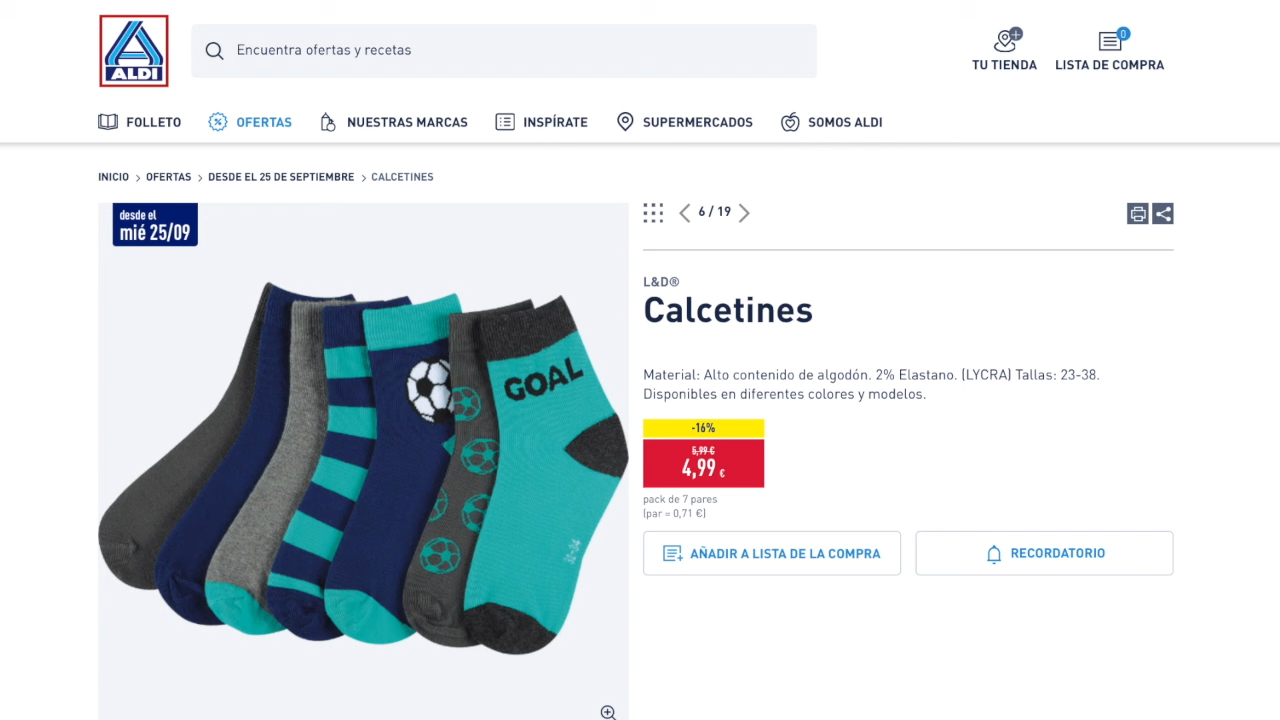 ALDI
Encuentra ofertas y recetas
TU TIENDA
0
LISTA DE COMPRA
FOLLETO
OFERTAS
NUESTRAS MARCAS
INSPÍRATE
SUPERMERCADOS
SOMOS ALDI
INICIO > OFERTAS > DESDE EL 25 DE SEPTIEMBRE > CALCETINES
desde el
mié 25/09
GOAL
31-34
6 / 19
L&D®
Calcetines
Material: Alto contenido de algodón. 2% Elastano. (LYCRA) Tallas: 23-38.
Disponibles en diferentes colores y modelos.
-16%
5,99 €
4,99 €
pack de 7 pares
(par = 0,71 €)
AÑADIR A LISTA DE LA COMPRA
RECORDATORIO